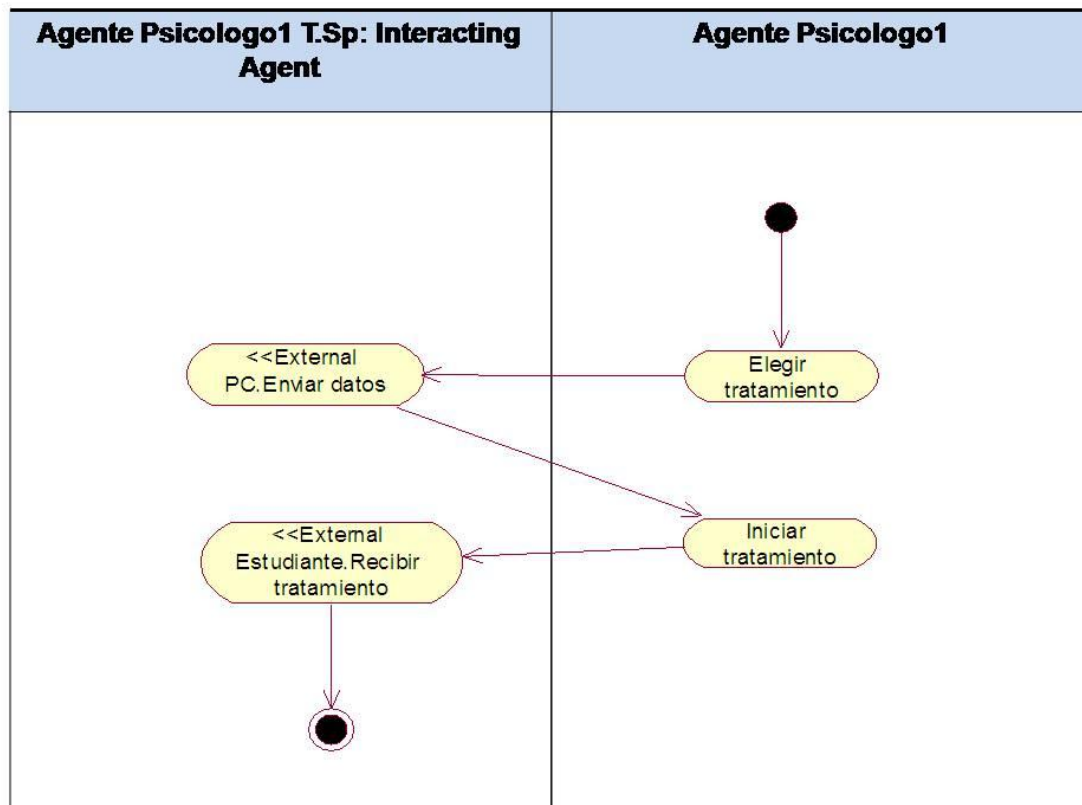 Agente Psicologo1 T.Sp: Interacting
Agent
Agente Psicologo1
<<External
PC.Enviar datos
Elegir
tratamiento
<<External
Estudiante.Recibir
tratamiento
Iniciar
tratamiento